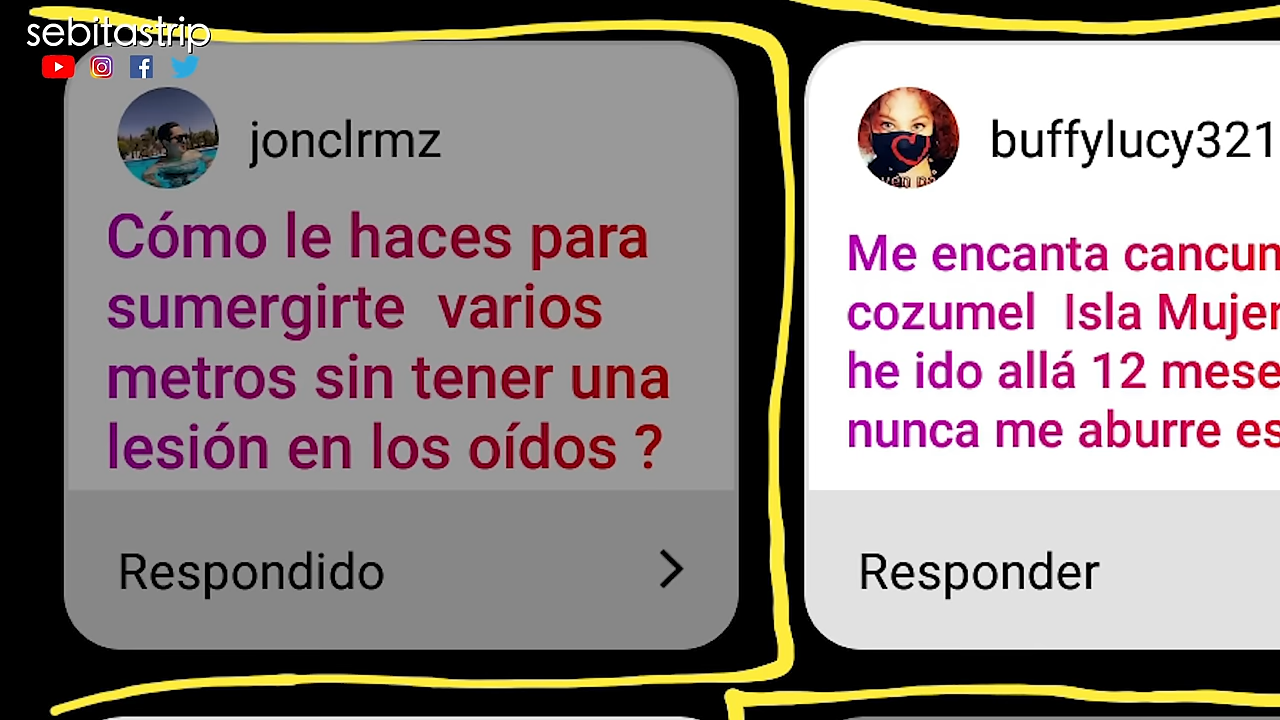 sebitastrip
jonclrmz
Cómo le haces para
sumergirte varios
metros sin tener una
lesión en los oídos ?
Respondido
buffylucy321
Me encanta cancun
cozumel Isla Mujer
he ido allá 12 mese
nunca me aburre es
Responder